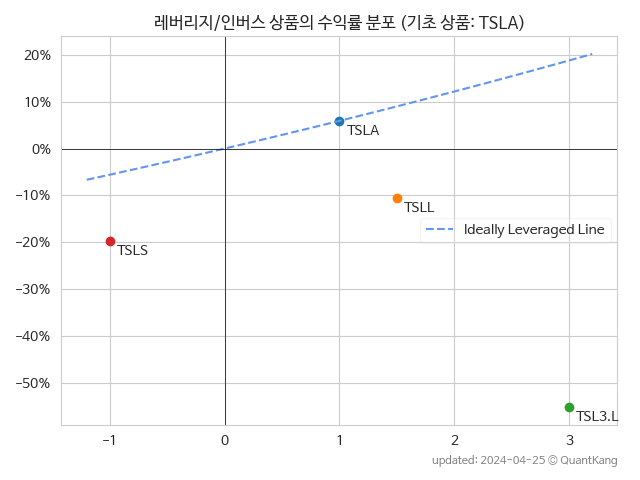 레버리지/인버스 상품의 수익률 분포 (기초 상품: TSLA)
20%
10%
0%
−10%
−20%
−30%
−40%
−50%
TSLA
TSLL
Ideally Leveraged Line
TSLS
TSL3.L
−1
0
1
2
3
updated: 2024-04-25 © QuantKang